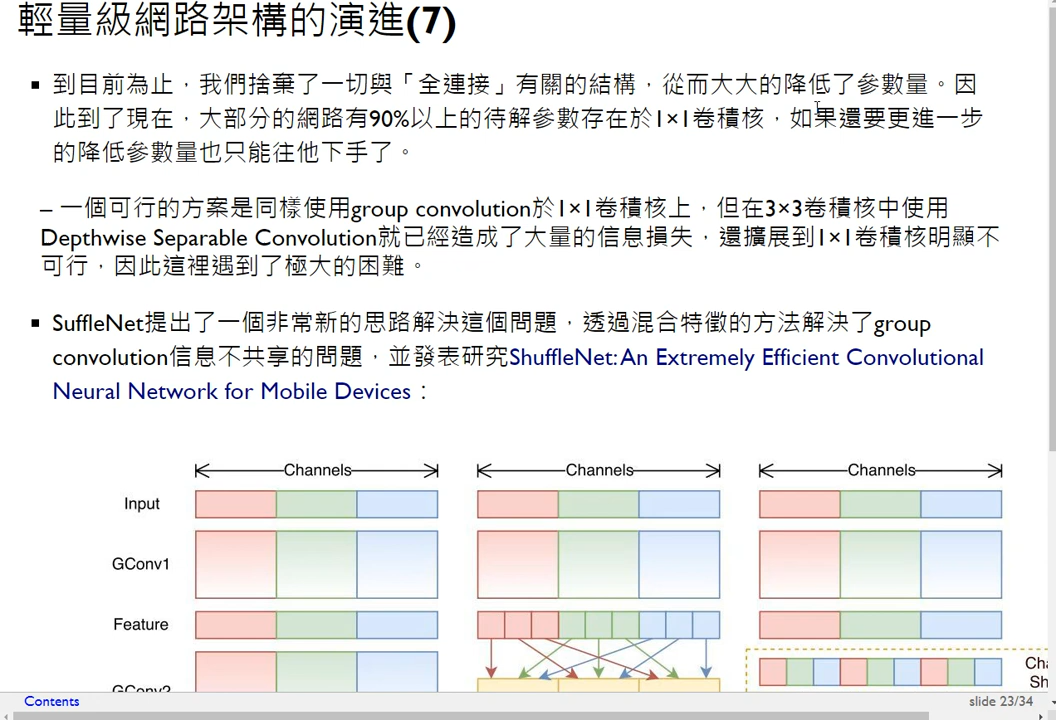 輕量級網路架構的演進(7)
到目前為止，我們捨棄了一切與「全連接」有關的結構，從而大大的降低了參數量。因
此到了現在，大部分的網路有90%以上的待解參數存在於1×1卷積核，如果還要更進一步
的降低參數量也只能往他下手了。
– 一個可行的方案是同樣使用group convolution於1×1卷積核上，但在3×3卷積核中使用
Depthwise Separable Convolution就已經造成了大量的信息損失，還擴展到1×1卷積核明顯不
可行，因此這裡遇到了極大的困難。
SuffleNet提出了一個非常新的思路解決這個問題，透過混合特徵的方法解決了group
convolution信息不共享的問題，並發表研究ShuffleNet: An Extremely Efficient Convolutional
Neural Network for Mobile Devices：
Channels Channels Channels
Input
GConv1
Feature
Cha
Sh
GConv2
Contents
slide 23/34